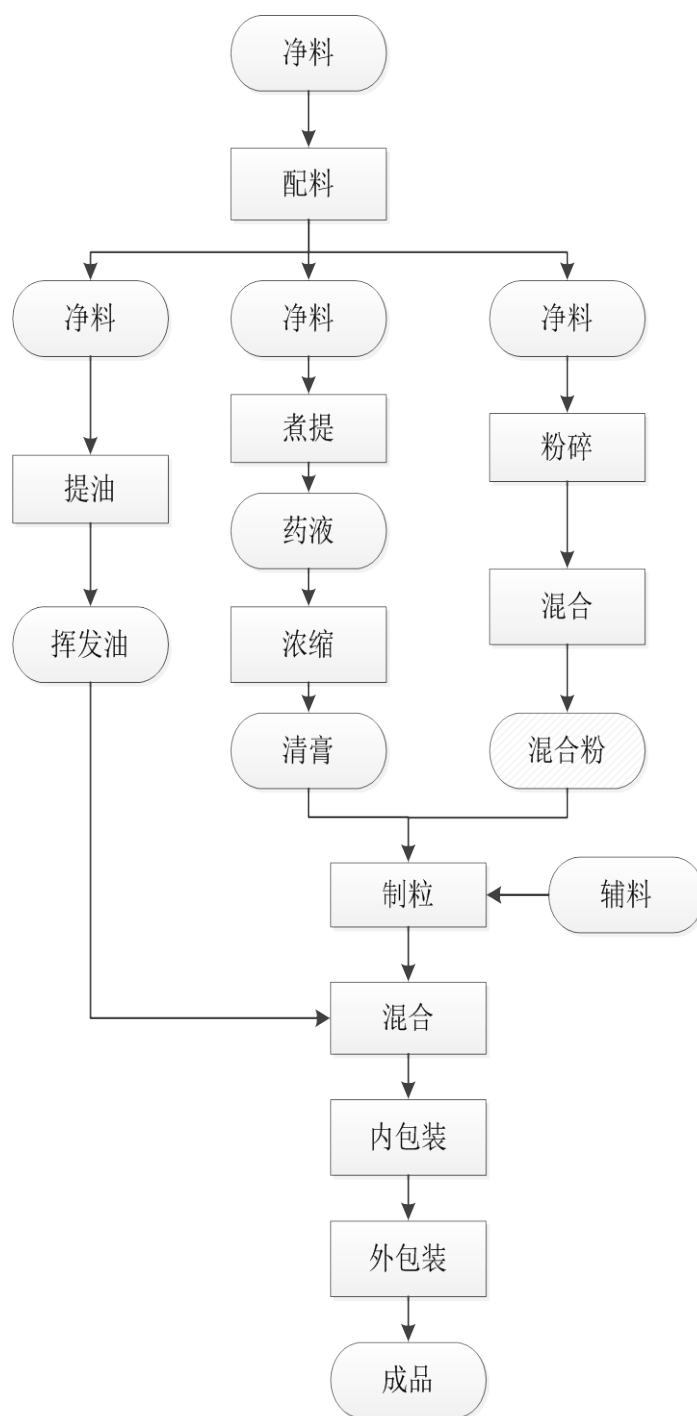 净料
配料
净料
净料
净料
煮提
粉碎
提油
药液
混合
挥发油
浓缩
清膏
混合粉
制粒
辅料
混合
内包装
外包装
成品